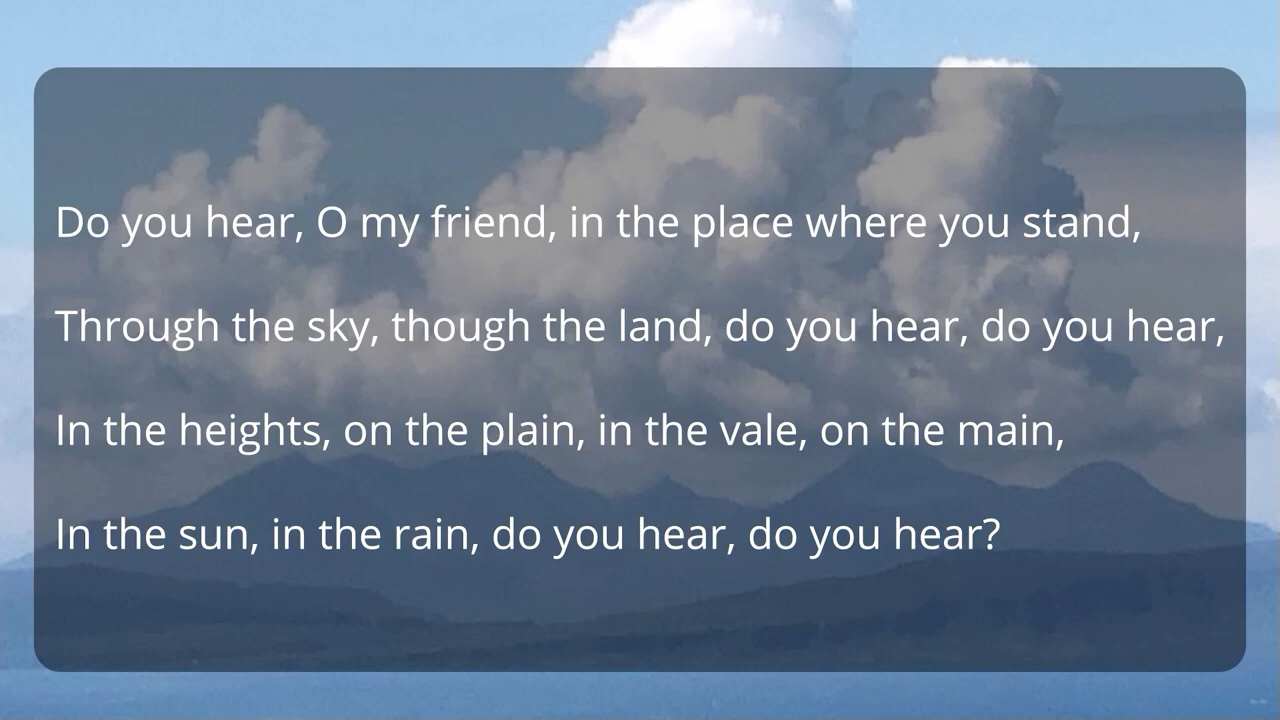 Do you hear, O my friend, in the place where you stand,
Through the sky, though the land, do you hear, do you hear,
In the heights, on the plain, in the vale, on the main,
In the sun, in the rain, do you hear, do you hear?